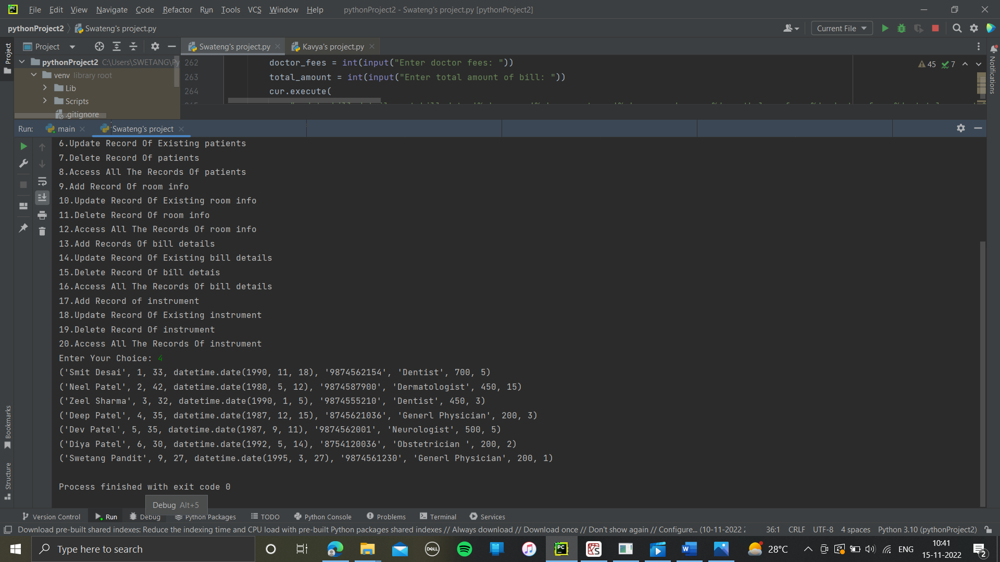 File Edit View Navigate Code Refactor Run Tools VCS Window Help pythonProject2 - Swateng's project.py [pythonProject2]
pythonProject2 Swateng's project.py Current File
Project Project Swateng's project.py Kavya's project.py
pythonProject2 C:\Users\SWETANG\Py
venv library root
Lib
Scripts
.gitignore
262 doctor_fees = int(input("Enter doctor fees: "))
263 total_amount = int(input("Enter total amount of bill: "))
264 cur.execute(
45 7
Notifications
Run: main Swateng's project
6.Update Record Of Existing patients
7.Delete Record Of patients
8.Access All The Records Of patients
9.Add Record Of room info
10.Update Record Of Existing room info
11.Delete Record Of room info
12.Access All The Records Of room info
13.Add Records Of bill details
14.Update Record Of Existing bill details
15.Delete Record Of bill detais
16.Access All The Records Of bill details
17.Add Record of instrument
18.Update Record Of Existing instrument
19.Delete Record Of instrument
20.Access All The Records Of instrument
Enter Your Choice: 4
('Smit Desai', 1, 33, datetime.date(1990, 11, 18), '9874562154', 'Dentist', 700, 5)
('Neel Patel', 2, 42, datetime.date(1980, 5, 12), '9874587900', 'Dermatologist', 450, 15)
('Zeel Sharma', 3, 32, datetime.date(1990, 1, 5), '9874555210', 'Dentist', 450, 3)
('Deep Patel', 4, 35, datetime.date(1987, 12, 15), '8745621036', 'Generl Physician', 200, 3)
('Dev Patel', 5, 35, datetime.date(1987, 9, 11), '9874562001', 'Neurologist', 500, 5)
('Diya Patel', 6, 30, datetime.date(1992, 5, 14), '8754120036', 'Obstetrician ', 200, 2)
('Swetang Pandit', 9, 27, datetime.date(1995, 3, 27), '9874561230', 'Generl Physician', 200, 1)
Process finished with exit code 0
Bookmarks
Structure
Debug Alt+5
Version Control Run Debug Python Packages TODO Python Console Problems Terminal Services
Download pre-built shared indexes: Reduce the indexing time and CPU load with pre-built Python packages shared indexes // Always download // Download once // Don't show again // Configure... (10-11-2022 36:1 CRLF UTF-8 4 spaces Python 3.10 (pythonProject2)
Type here to search DELL PC W 28°C ENG 10:41
15-11-2022 2